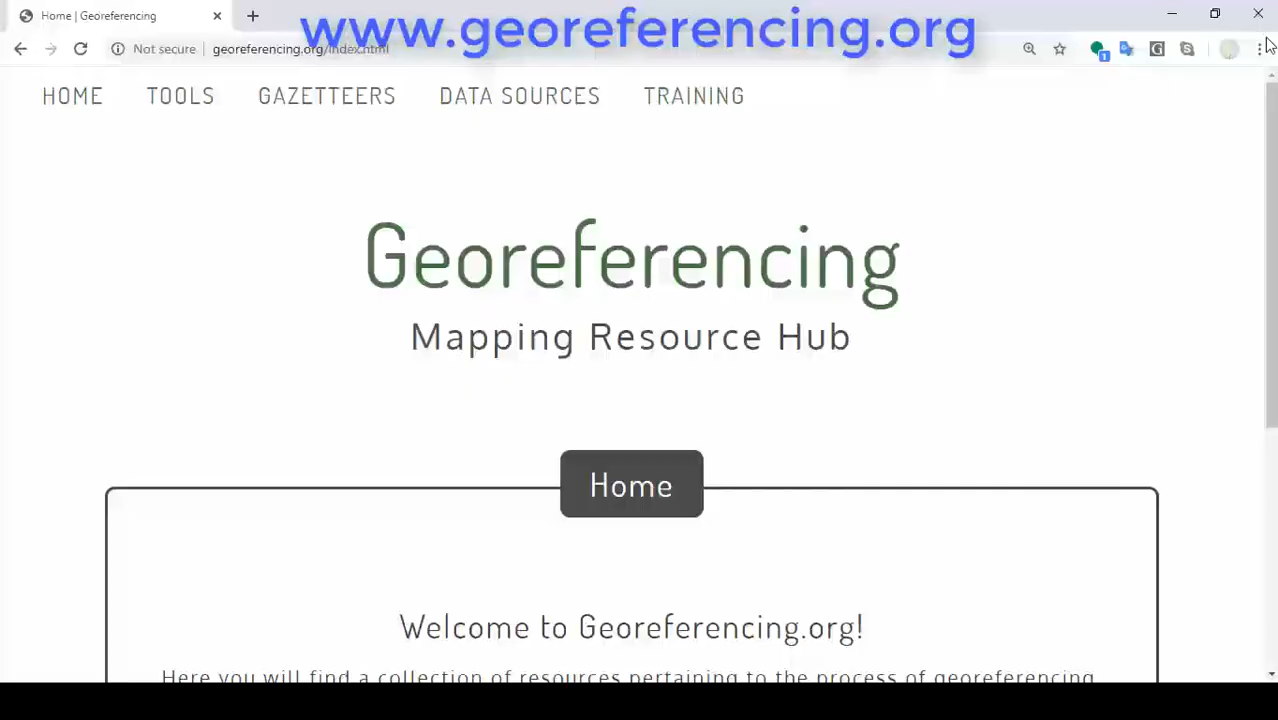 Home | Georeferencing
www.georeferencing.org
Not secure
georeferencing.org/index.html
1
G
HOME
TOOLS
GAZETTEERS
DATA SOURCES
TRAINING
Georeferencing
Mapping Resource Hub
Home
Welcome to Georeferencing.org!
Here you will find a collection of resources pertaining to the process of georeferencing